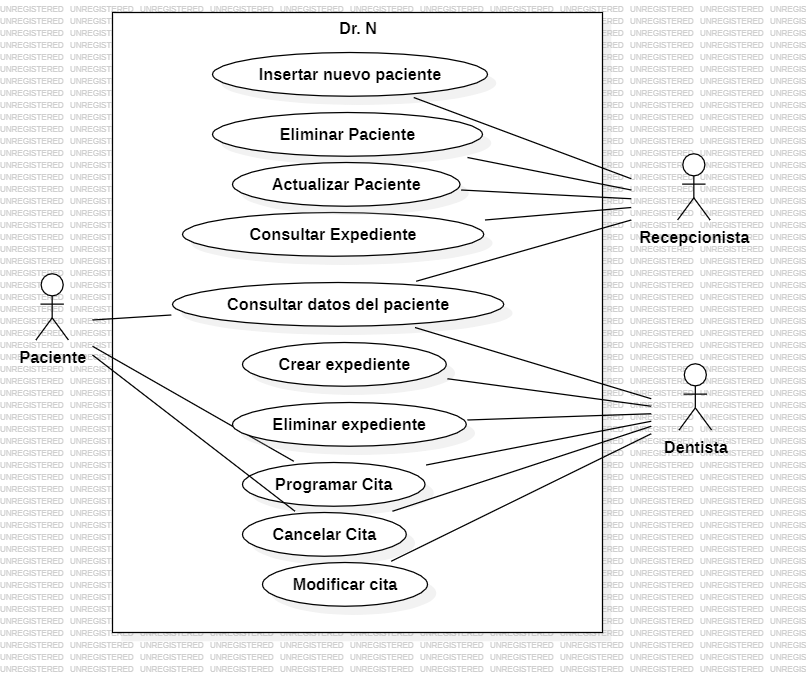 Dr. N
Insertar nuevo paciente
Eliminar Paciente
Actualizar Paciente
Consultar Expediente
Recepcionista
Consultar datos del paciente
Paciente
Crear expediente
Eliminar expediente
Dentista
Programar Cita
Cancelar Cita
Modificar cita
UNREGISTERED